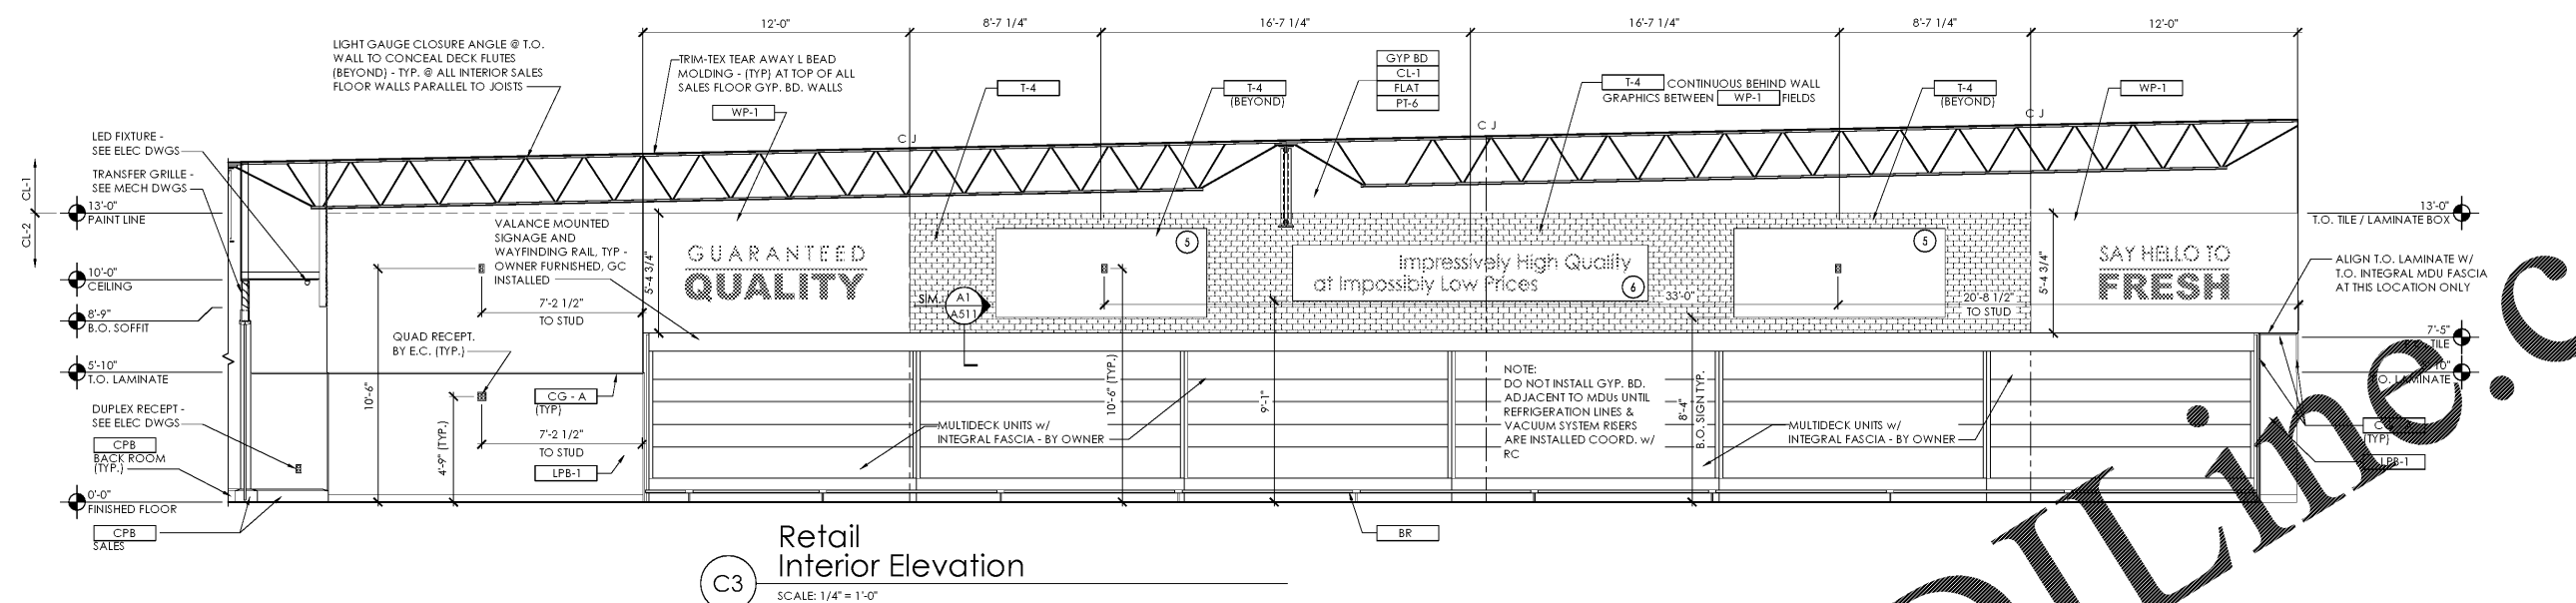 12'-0"
8'-7 1/4"
16'-7 1/4"
16'-7 1/4"
8'-7 1/4"
12'-0"
LIGHT GAUGE CLOSURE ANGLE @ T.O.
WALL TO CONCEAL DECK FLUTES
(BEYOND) - TYP. @ ALL INTERIOR SALES
FLOOR WALLS PARALLEL TO JOISTS
TRIM-TEX TEAR AWAY L BEAD
MOLDING - (TYP) AT TOP OF ALL
SALES FLOOR GYP. BD. WALLS
WP-1
T-4
T-4
(BEYOND)
GYP BD
CL-1
FLAT
PT-6
T-4 CONTINUOUS BEHIND WALL
GRAPHICS BETWEEN WP-1 FIELDS
T-4
(BEYOND)
WP-1
C J
C J
C J
LED FIXTURE -
SEE ELEC DWGS
TRANSFER GRILLE -
SEE MECH DWGS
CL-1
CL-2
13'-0"
PAINT LINE
10'-0"
CEILING
8'-9"
B.O. SOFFIT
5'-10"
T.O. LAMINATE
DUPLEX RECEPT -
SEE ELEC DWGS
CPB
BACK ROOM
(TYP.)
0'-0"
FINISHED FLOOR
CPB
SALES
VALANCE MOUNTED
SIGNAGE AND
WAYFINDING RAIL, TYP -
OWNER FURNISHED, GC
INSTALLED
7'-2 1/2"
TO STUD
QUAD RECEPT.
BY E.C. (TYP.)
10'-6"
4'-9" (TYP.)
CG - A
(TYP)
7'-2 1/2"
TO STUD
LPB-1
5'-4 3/4"
GUARANTEED
QUALITY
SIM.
A1
A511
5
Impressively High Quality
at Impossibly Low Prices
6
33'-0"
5
20'-8 1/2"
TO STUD
5'-4 3/4"
SAY HELLO TO
FRESH
13'-0"
T.O. TILE / LAMINATE BOX
ALIGN T.O. LAMINATE W/
T.O. INTEGRAL MDU FASCIA
AT THIS LOCATION ONLY
7'-5"
TILE
T.O. LAMINATE
(TYP)
LPB-1
10'-6" (TYP.)
9'-1"
8'-4"
B.O. SIGN TYP.
MULTIDECK UNITS w/
INTEGRAL FASCIA - BY OWNER
NOTE:
DO NOT INSTALL GYP. BD.
ADJACENT TO MDUs UNTIL
REFRIGERATION LINES &
VACUUM SYSTEM RISERS
ARE INSTALLED COORD. w/
RC
MULTIDECK UNITS w/
INTEGRAL FASCIA - BY OWNER
BR
Retail
Interior Elevation
C3
SCALE: 1/4" = 1'-0"